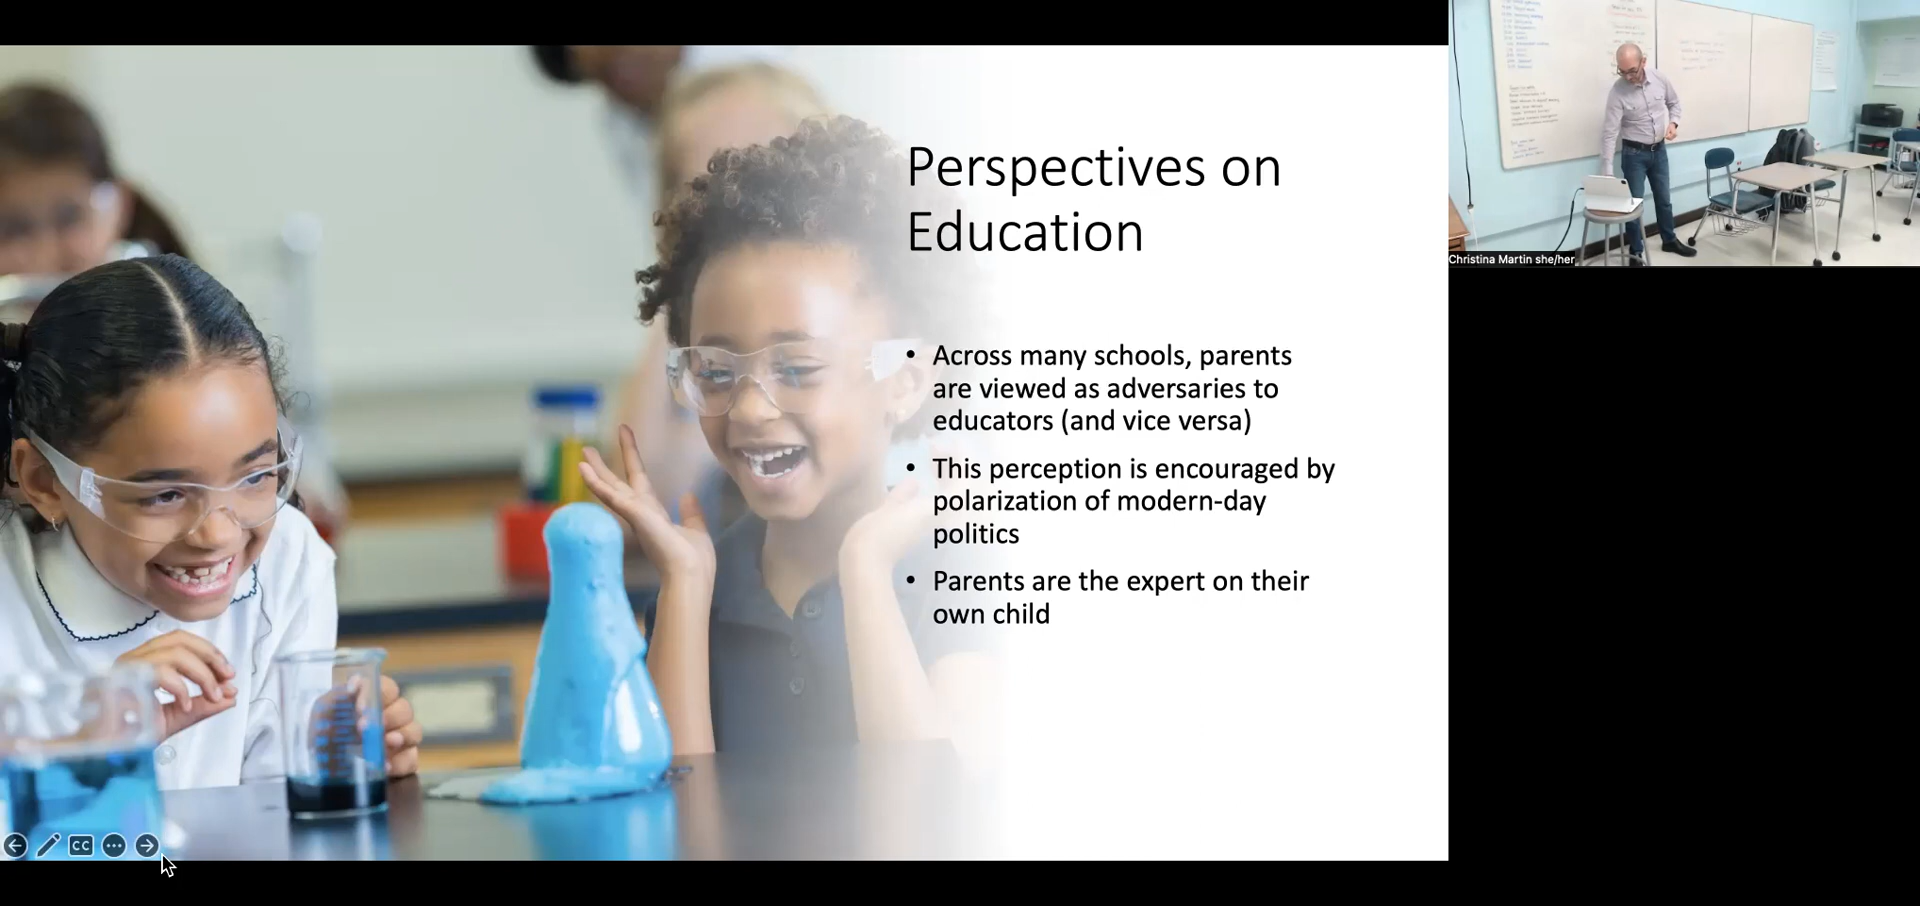 Perspectives on
Education
• Across many schools, parents
are viewed as adversaries to
educators (and vice versa)
• This perception is encouraged by
polarization of modern-day
politics
• Parents are the expert on their
own child
Christina Martin she/her
CC